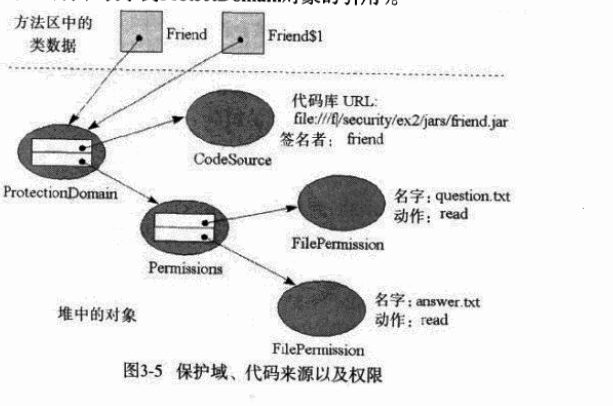 ProtectionDomain对象的引用
方法区中的
类数据
Friend
Friend$1
代码库 URL:
file:///f|/security/ex2/jars/friend.jar
签名者: friend
CodeSource
ProtectionDomain
名字: question.txt
动作: read
FilePermission
Permissions
名字: answer.txt
动作: read
堆中的对象
FilePermission
图3-5 保护域、代码来源以及权限